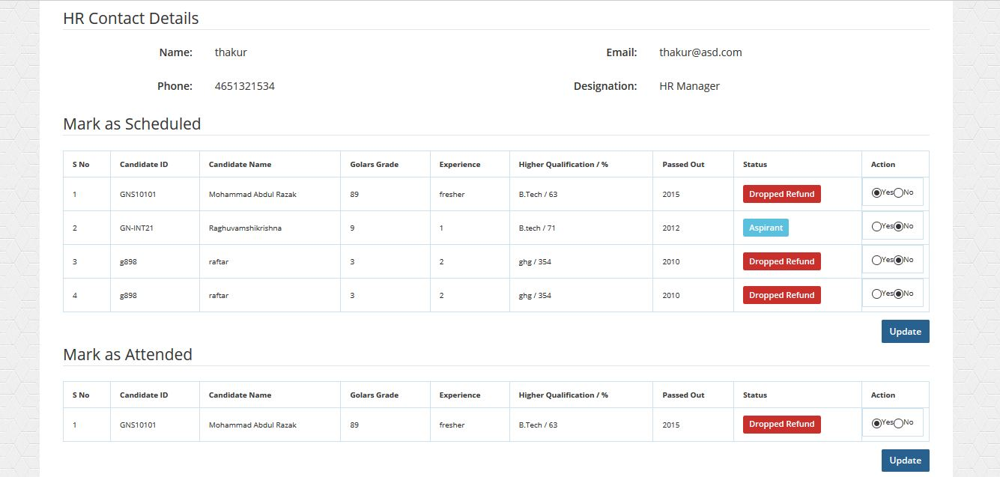 HR Contact Details
Name: thakur Email: thakur@asd.com
Phone: 4651321534 Designation: HR Manager
Mark as Scheduled
S No Candidate ID Candidate Name Golars Grade Experience Higher Qualification / % Passed Out Status Action
1 GNS10101 Mohammad Abdul Razak 89 fresher B.Tech / 63 2015 Dropped Refund Yes No
2 GN-INT21 Raghuvamshikrishna 9 1 B.tech / 71 2012 Aspirant Yes No
3 g898 raftar 3 2 ghg / 354 2010 Dropped Refund Yes No
4 g898 raftar 3 2 ghg / 354 2010 Dropped Refund Yes No
Update
Mark as Attended
S No Candidate ID Candidate Name Golars Grade Experience Higher Qualification / % Passed Out Status Action
1 GNS10101 Mohammad Abdul Razak 89 fresher B.Tech / 63 2015 Dropped Refund Yes No
Update